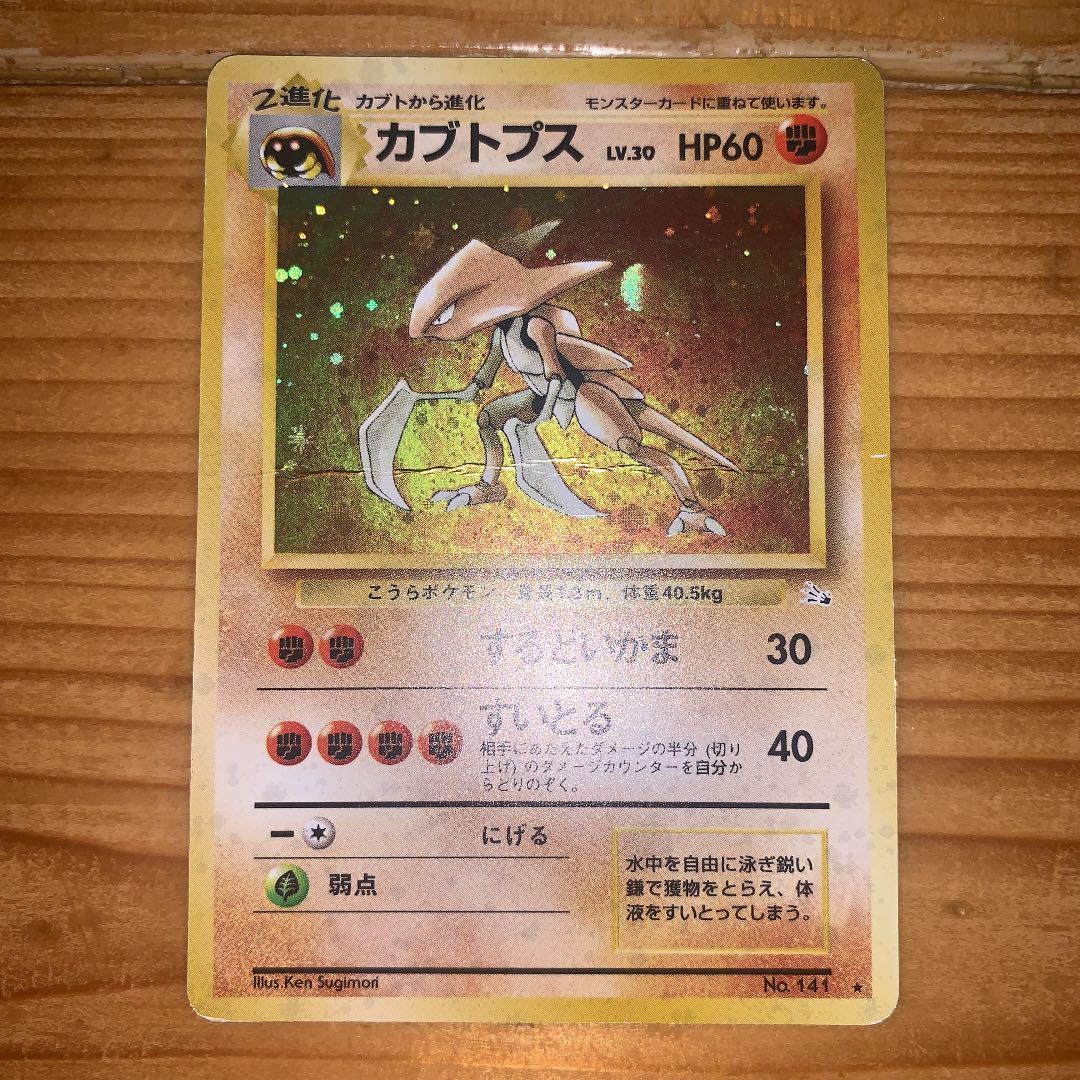 2進化 カブトから進化 モンスターカードに重ねて使います。
カブトプス LV.30 HP60
こうらポケモン 身長1.3m、体重40.5kg
するどいかま 30
すいとる 40
相手にあたえたダメージの半分 (切り
上げ) のダメージカウンターを自分か
らとりのぞく。
にげる
弱点
水中を自由に泳ぎ鋭い
鎌で獲物をとらえ、体
液をすいとってしまう。
Illus.Ken Sugimori No. 141 ★